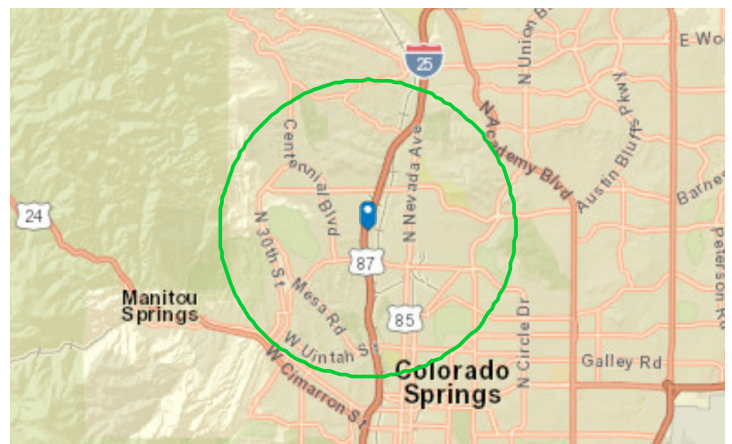 N Union B
E Wo
25
N Academy Blvd
Austin Bluffs Pkwy
Centennial Blvd
N Nevada Ave
Barnes
24
N 30th St
87
Peterson R
Manitou
Springs
Mesa Rd
85
N Circle Dr
W Uintah St
W Cimarron St
Galley Rd
Colorado
Springs